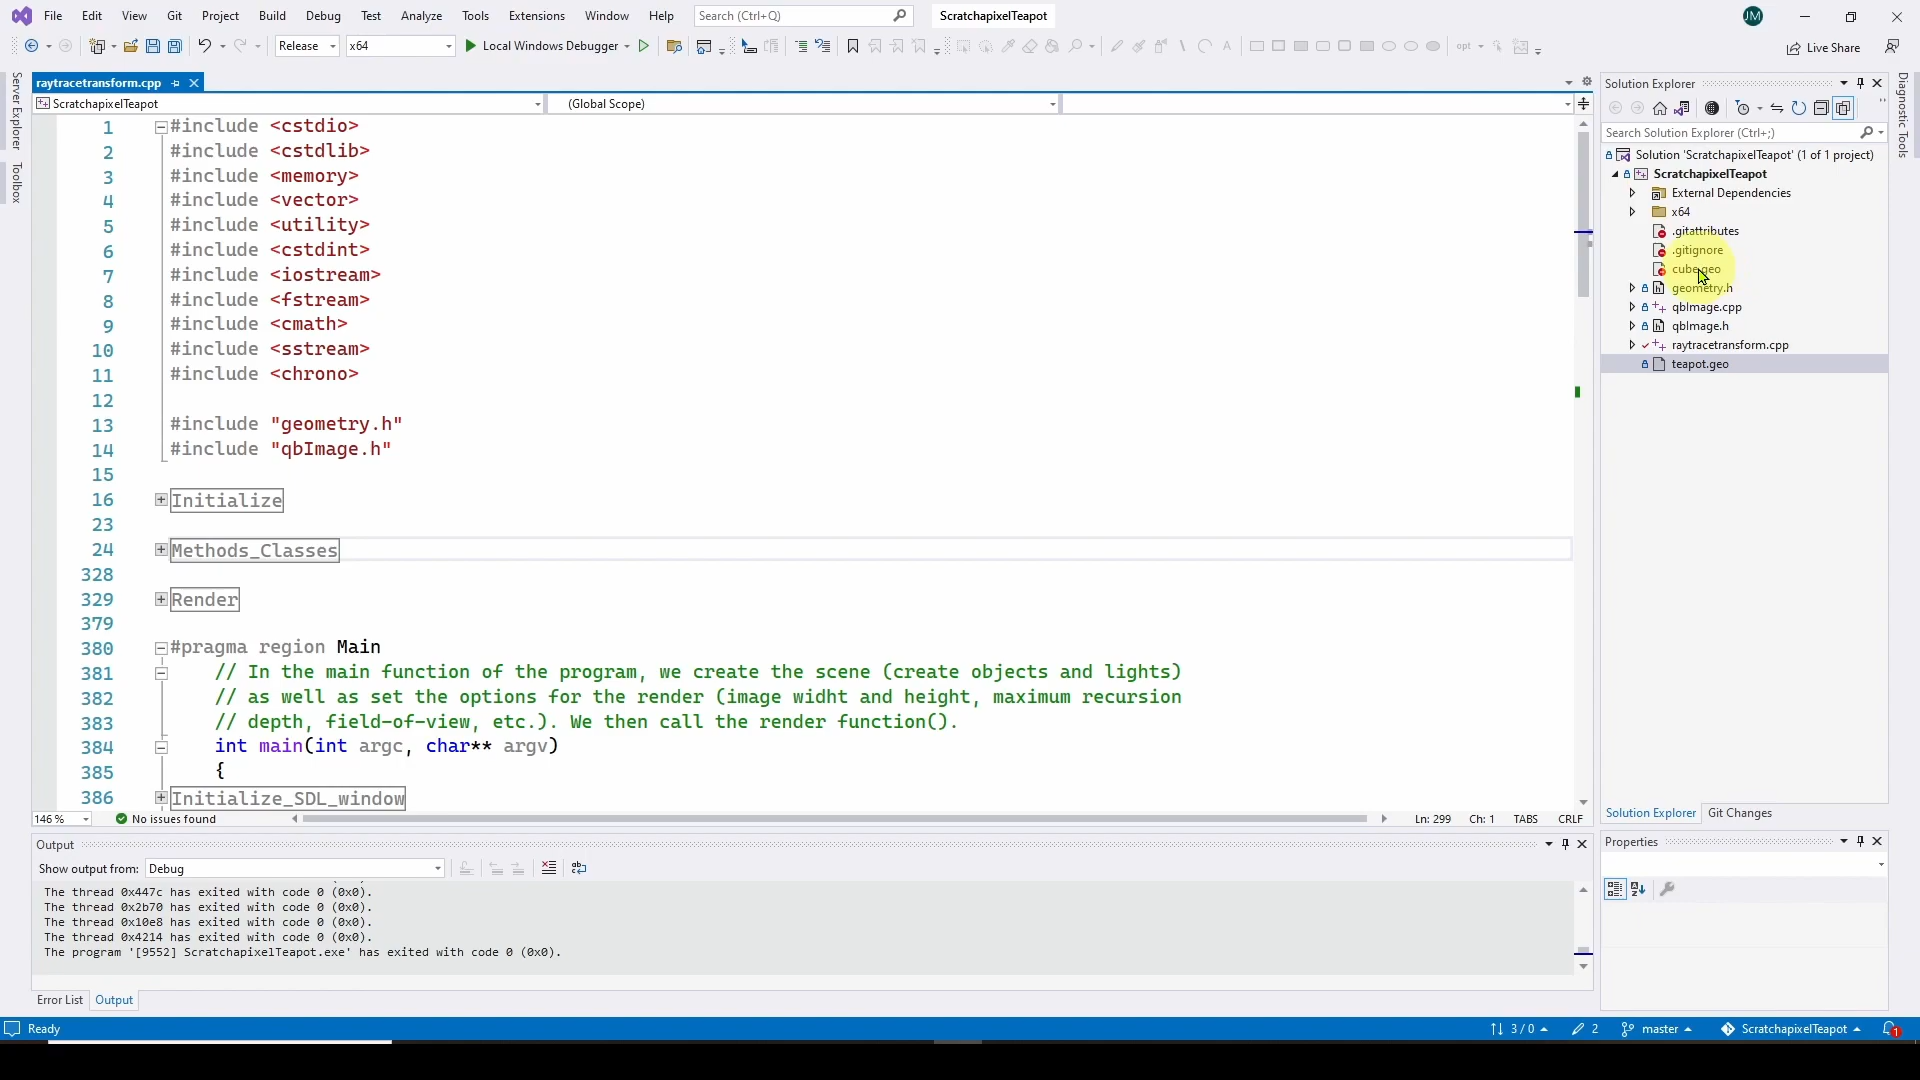 File Edit View Git Project Build Debug Test Analyze Tools Extensions Window Help Search (Ctrl+Q) ScratchapixelTeapot JM
Release x64 Local Windows Debugger opt Live Share
Server Explorer
Toolbox
raytracetransform.cpp
ScratchapixelTeapot (Global Scope)
1 #include <cstdio>
2 #include <cstdlib>
3 #include <memory>
4 #include <vector>
5 #include <utility>
6 #include <cstdint>
7 #include <iostream>
8 #include <fstream>
9 #include <cmath>
10 #include <sstream>
11 #include <chrono>
12
13 #include "geometry.h"
14 #include "qbImage.h"
15
16 Initialize
23
24 Methods_Classes
328
329 Render
379
380 #pragma region Main
381 // In the main function of the program, we create the scene (create objects and lights)
382 // as well as set the options for the render (image widht and height, maximum recursion
383 // depth, field-of-view, etc.). We then call the render function().
384 int main(int argc, char** argv)
385 {
386 Initialize_SDL_window
146 % No issues found Ln: 299 Ch: 1 TABS CRLF
Output
Show output from: Debug
The thread 0x447c has exited with code 0 (0x0).
The thread 0x2b70 has exited with code 0 (0x0).
The thread 0x10e8 has exited with code 0 (0x0).
The thread 0x4214 has exited with code 0 (0x0).
The program '[9552] ScratchapixelTeapot.exe' has exited with code 0 (0x0).
Error List Output
Solution Explorer
Search Solution Explorer (Ctrl+;)
Solution 'ScratchapixelTeapot' (1 of 1 project)
ScratchapixelTeapot
External Dependencies
x64
.gitattributes
.gitignore
cube.geo
geometry.h
qbImage.cpp
qbImage.h
raytracetransform.cpp
teapot.geo
Solution Explorer Git Changes
Properties
Diagnostic Tools
Ready 3 / 0 2 master ScratchapixelTeapot 1